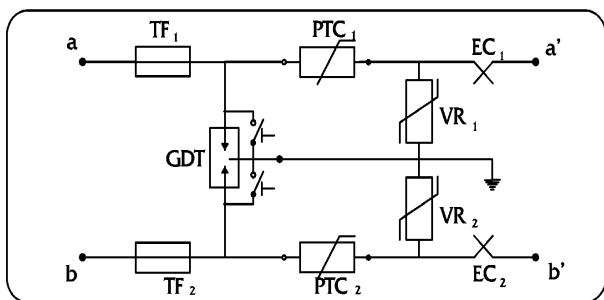 a
TF₁
PTC₁
EC₁
a'
VR₁
GDT
VR₂
b
TF₂
PTC₂
EC₂
b'